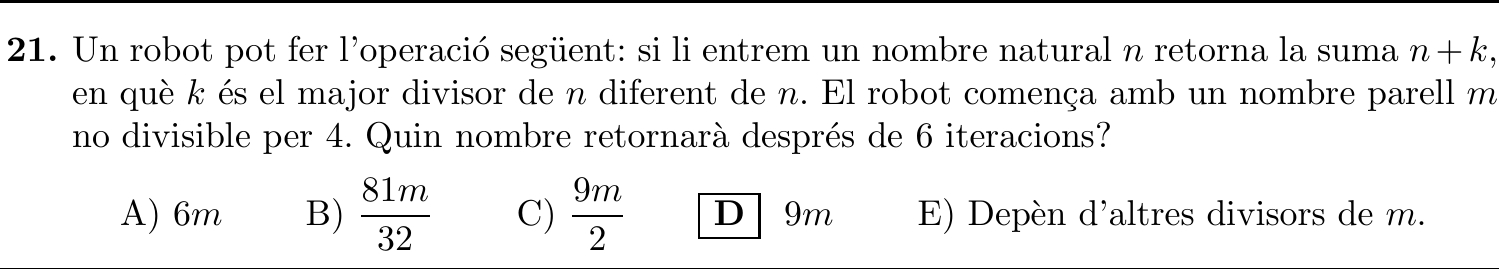 21. Un robot pot fer l'operació següent: si li entrem un nombre natural n retorna la suma n + k,
en què k és el major divisor de n diferent de n. El robot comença amb un nombre parell m
no divisible per 4. Quin nombre retornarà després de 6 iteracions?
A) 6m B) 81m/32 C) 9m/2 D 9m E) Depèn d'altres divisors de m.